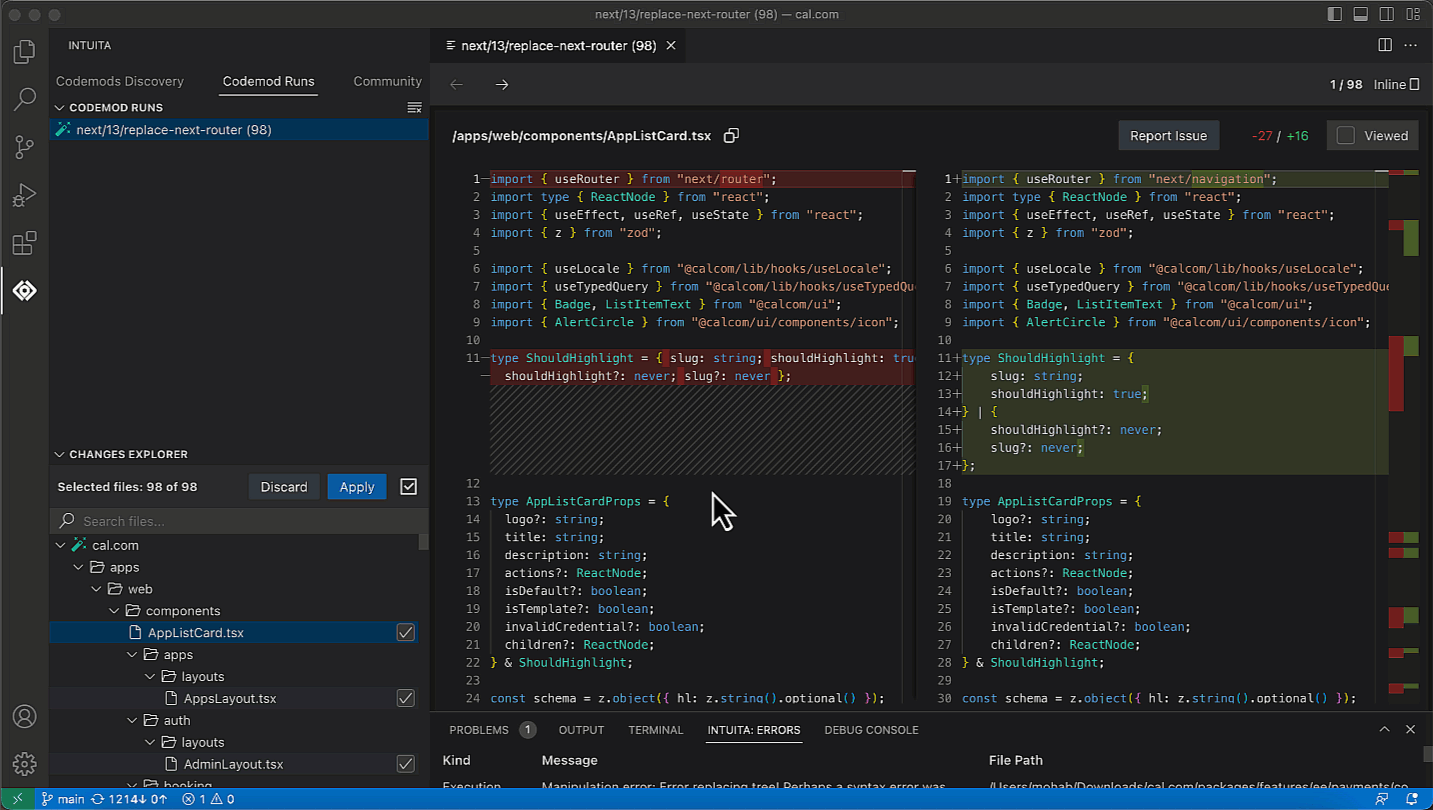 next/13/replace-next-router (98) — cal.com
INTUITA
Codemods Discovery
Codemod Runs
Community
CODEMOD RUNS
next/13/replace-next-router (98)
next/13/replace-next-router (98)
1 / 98
Inline
/apps/web/components/AppListCard.tsx
Report Issue
-27 / +16
Viewed
1 import { useRouter } from "next/router";
2 import type { ReactNode } from "react";
3 import { useEffect, useRef, useState } from "react";
4 import { z } from "zod";
5
6 import { useLocale } from "@calcom/lib/hooks/useLocale";
7 import { useTypedQuery } from "@calcom/lib/hooks/useTypedQu
8 import { Badge, ListItemText } from "@calcom/ui";
9 import { AlertCircle } from "@calcom/ui/components/icon";
10
11 type ShouldHighlight = { slug: string; shouldHighlight: tru
shouldHighlight?: never; slug?: never };
12
13 type AppListCardProps = {
14 logo?: string;
15 title: string;
16 description: string;
17 actions?: ReactNode;
18 isDefault?: boolean;
19 isTemplate?: boolean;
20 invalidCredential?: boolean;
21 children?: ReactNode;
22 } & ShouldHighlight;
23
24 const schema = z.object({ hl: z.string().optional() });
1+ import { useRouter } from "next/navigation";
2 import type { ReactNode } from "react";
3 import { useEffect, useRef, useState } from "react";
4 import { z } from "zod";
5
6 import { useLocale } from "@calcom/lib/hooks/useLocale";
7 import { useTypedQuery } from "@calcom/lib/hooks/useTypedQue
8 import { Badge, ListItemText } from "@calcom/ui";
9 import { AlertCircle } from "@calcom/ui/components/icon";
10
11+ type ShouldHighlight = {
12+ slug: string;
13+ shouldHighlight: true;
14+ } | {
15+ shouldHighlight?: never;
16+ slug?: never;
17+ };
18
19 type AppListCardProps = {
20 logo?: string;
21 title: string;
22 description: string;
23 actions?: ReactNode;
24 isDefault?: boolean;
25 isTemplate?: boolean;
26 invalidCredential?: boolean;
27 children?: ReactNode;
28 } & ShouldHighlight;
29
30 const schema = z.object({ hl: z.string().optional() });
CHANGES EXPLORER
Selected files: 98 of 98
Discard
Apply
Search files...
cal.com
apps
web
components
AppListCard.tsx
apps
layouts
AppsLayout.tsx
auth
layouts
AdminLayout.tsx
booking
PROBLEMS 1
OUTPUT
TERMINAL
INTUITA: ERRORS
DEBUG CONSOLE
Kind
Message
File Path
Execution
Manipulation error: Error replacing tree! Perhaps a syntax error was
/Users/mohab/Downloads/cal.com/packages/features/ee/payments/co
main
1214↓ 0↑
1
0